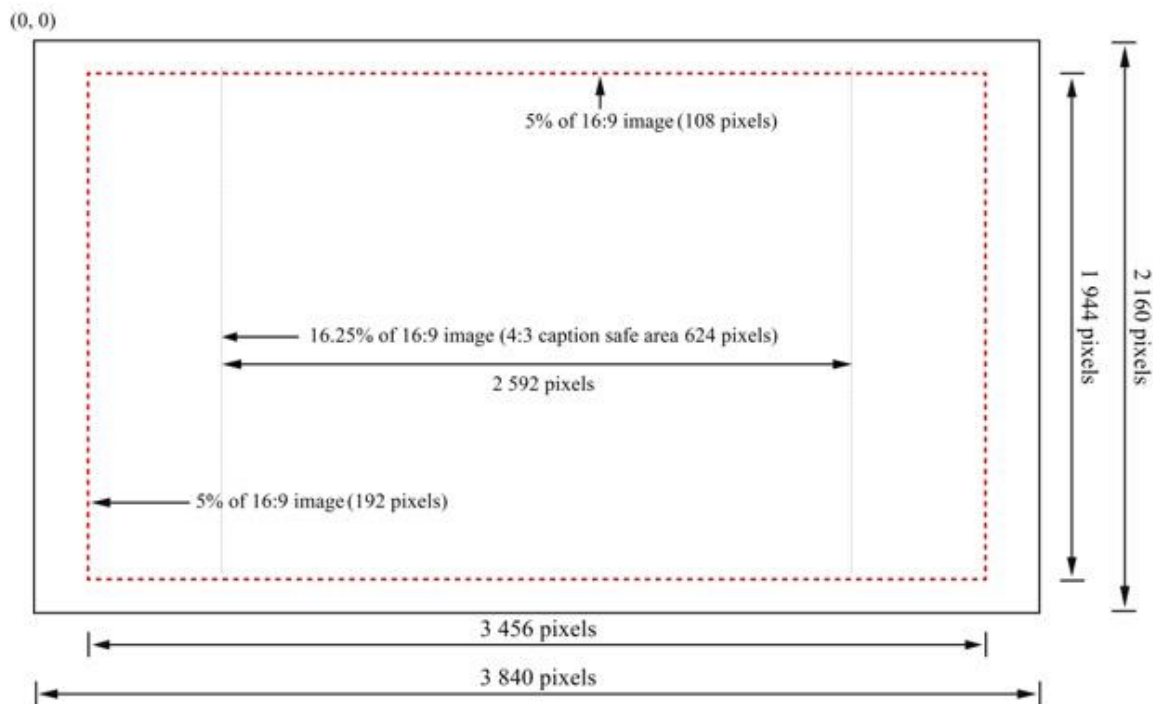 (0, 0)
5% of 16:9 image (108 pixels)
16.25% of 16:9 image (4:3 caption safe area 624 pixels)
2 592 pixels
1 944 pixels
2 160 pixels
5% of 16:9 image (192 pixels)
3 456 pixels
3 840 pixels